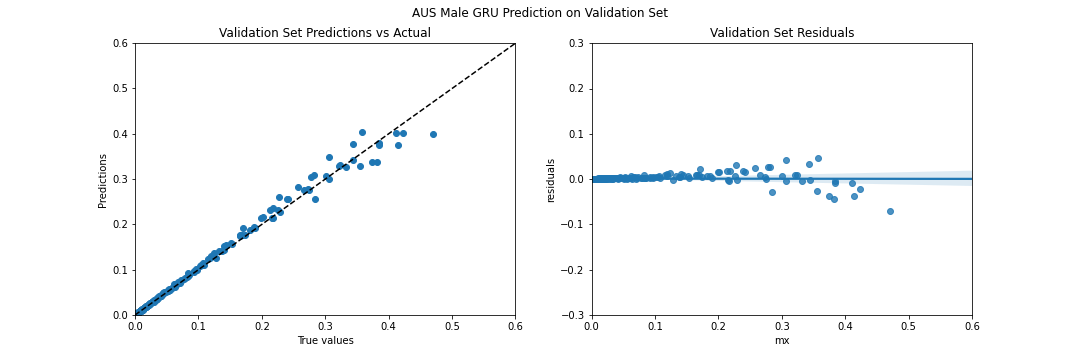 AUS Male GRU Prediction on Validation Set
Validation Set Predictions vs Actual
0.6
0.5
0.4
0.3
0.2
0.1
0.0
Predictions
0.0 0.1 0.2 0.3 0.4 0.5 0.6
True values
Validation Set Residuals
0.3
0.2
0.1
0.0
−0.1
−0.2
−0.3
residuals
0.0 0.1 0.2 0.3 0.4 0.5 0.6
mx